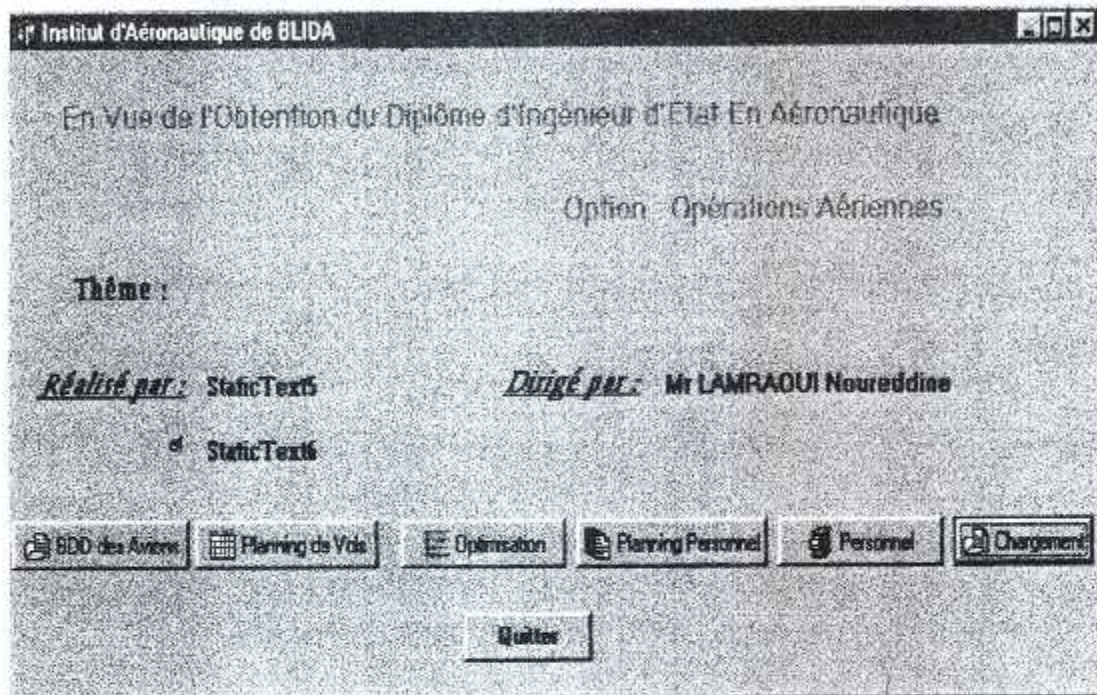 Institut d'Aéronautique de BLIDA
En Vue de l'Obtention du Diplôme d'Ingénieur d'Etat En Aéronautique
Option Opérations Aériennes
Thème :
Réalisé par : StaticText5 Dirigé par : Mr LAMRAOUI Noureddine
et StaticText6
BDD des Avions Planning de Vols Optimisation Planning Personnel Personnel Chargement
Quitter